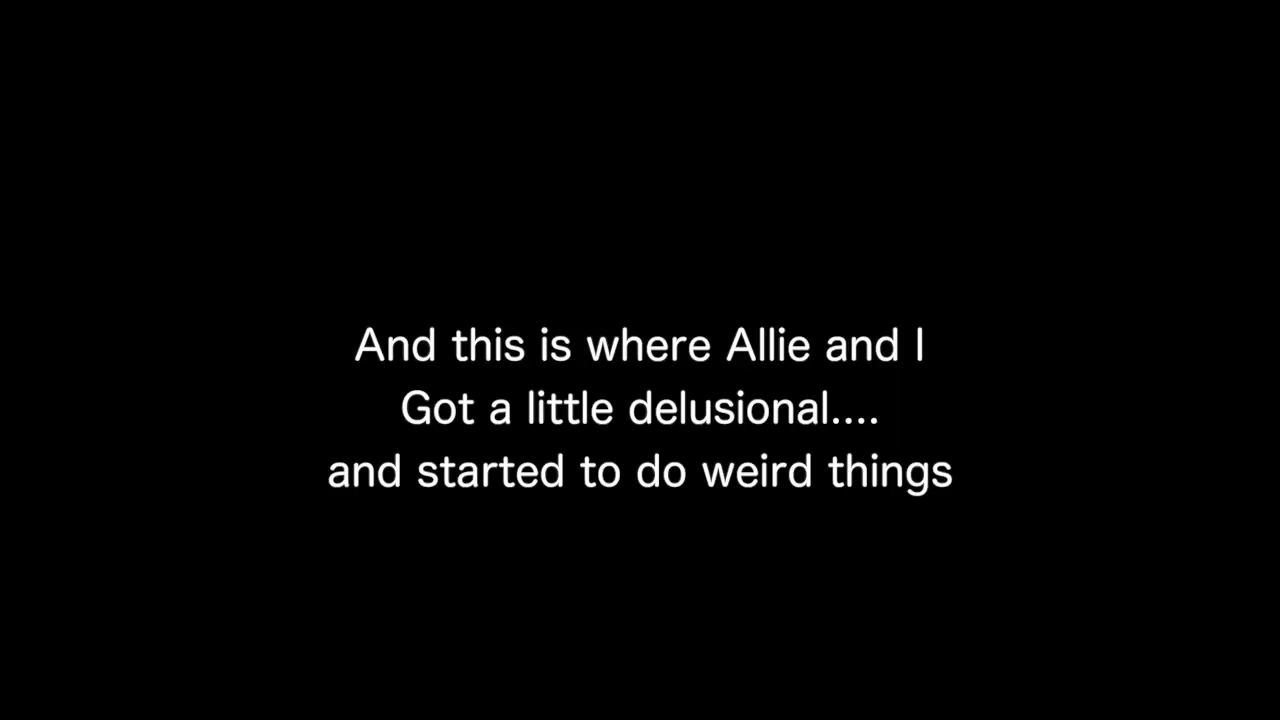 And this is where Allie and I
Got a little delusional....
and started to do weird things